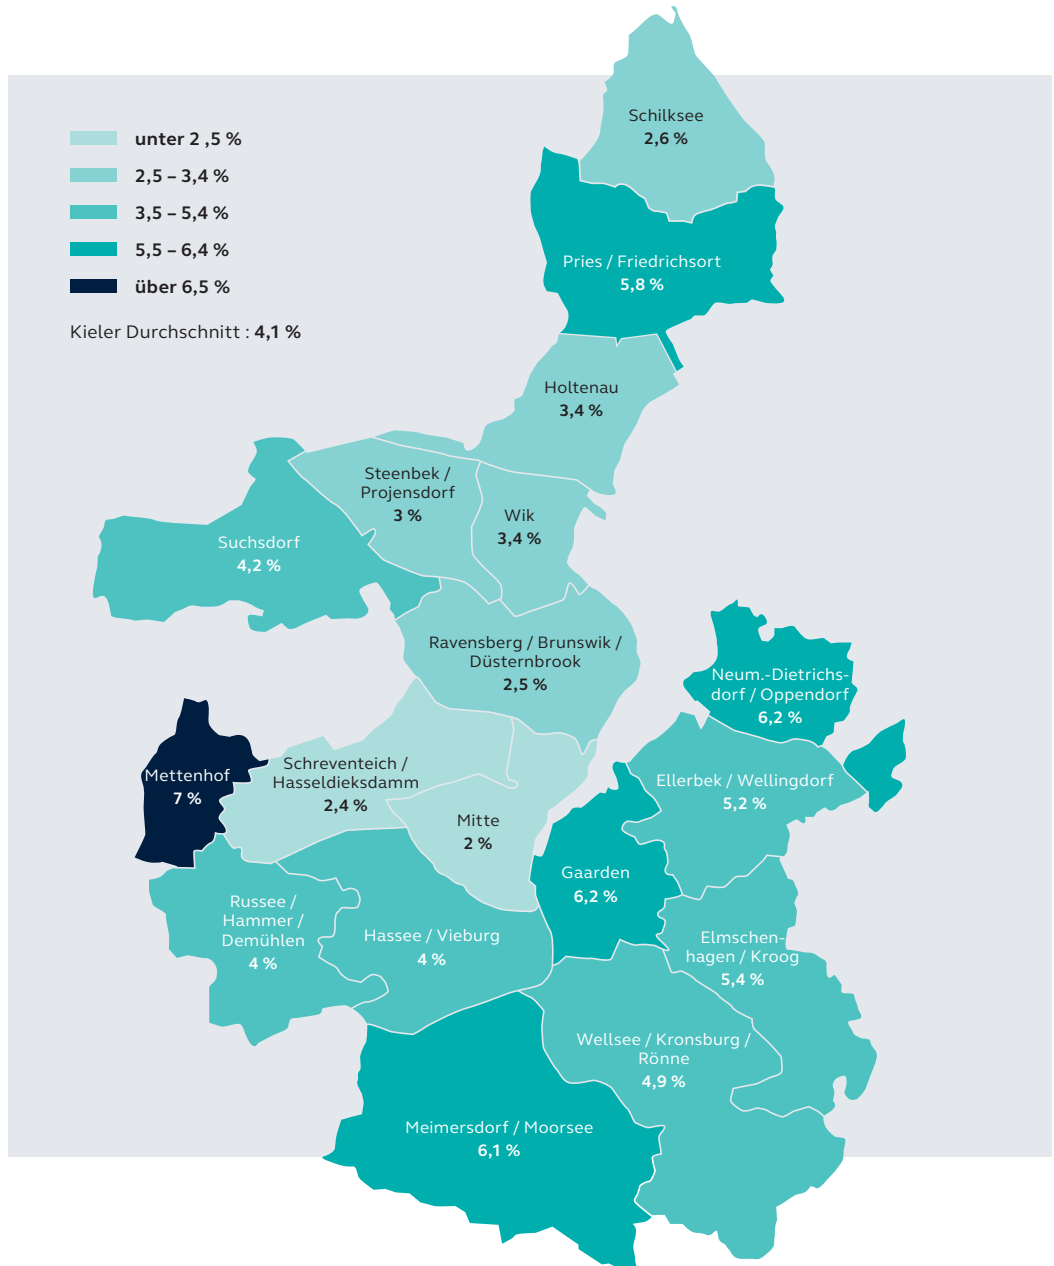 unter 2 ,5 %
2,5 – 3,4 %
3,5 – 5,4 %
5,5 – 6,4 %
über 6,5 %
Kieler Durchschnitt : 4,1 %
Schilksee
2,6 %
Pries / Friedrichsort
5,8 %
Holtenau
3,4 %
Steenbek /
Projensdorf
3 %
Wik
3,4 %
Suchsdorf
4,2 %
Ravensberg / Brunswik /
Düsternbrook
2,5 %
Neum.-Dietrichs-
dorf / Oppendorf
6,2 %
Mettenhof
7 %
Schreventeich /
Hasseldieksdamm
2,4 %
Ellerbek / Wellingdorf
5,2 %
Mitte
2 %
Gaarden
6,2 %
Russee /
Hammer /
Demühlen
4 %
Hassee / Vieburg
4 %
Elmschen-
hagen / Kroog
5,4 %
Wellsee / Kronsburg /
Rönne
4,9 %
Meimersdorf / Moorsee
6,1 %